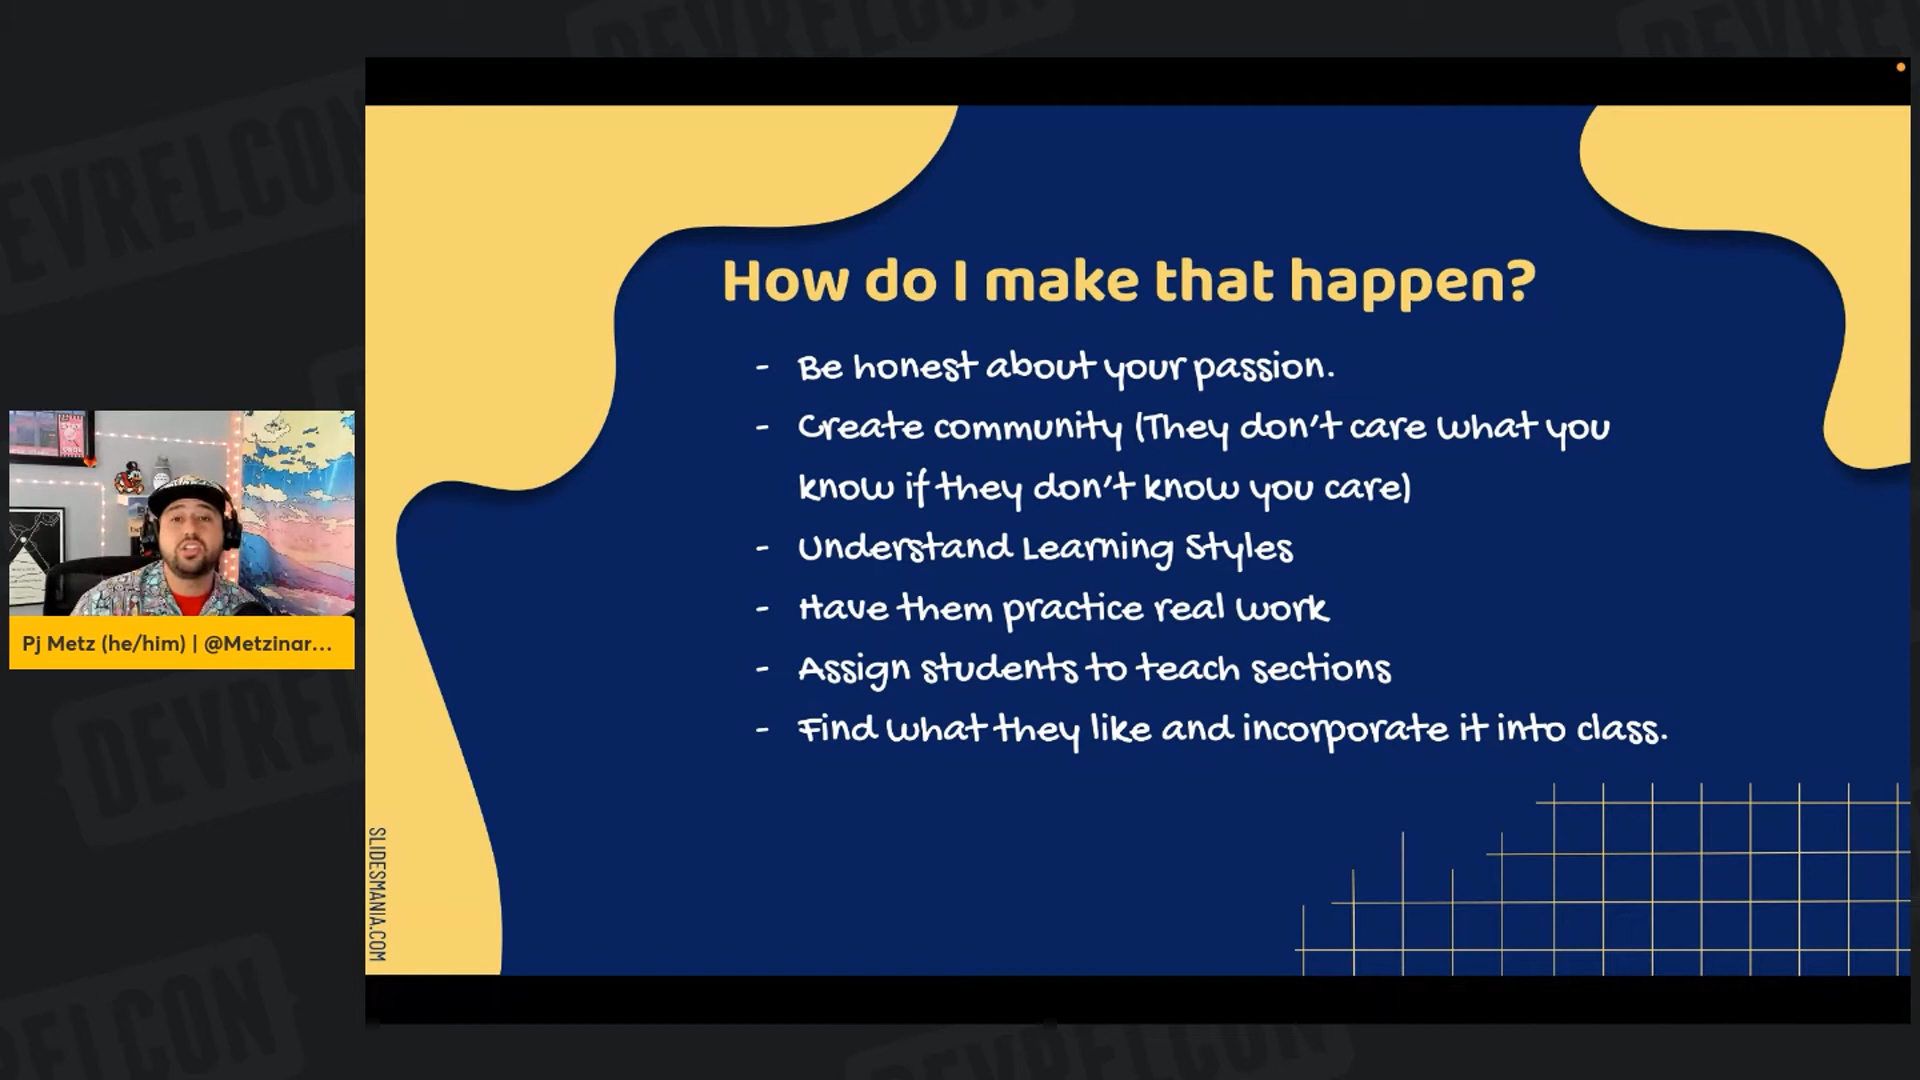 DEVRELCON
How do I make that happen?
- Be honest about your passion.
- Create community (They don't care what you
know if they don't know you care)
- Understand Learning Styles
- Have them practice real work
- Assign students to teach sections
- Find what they like and incorporate it into class.
Pj Metz (he/him) | @Metzinar...
SLIDESMANIA.COM